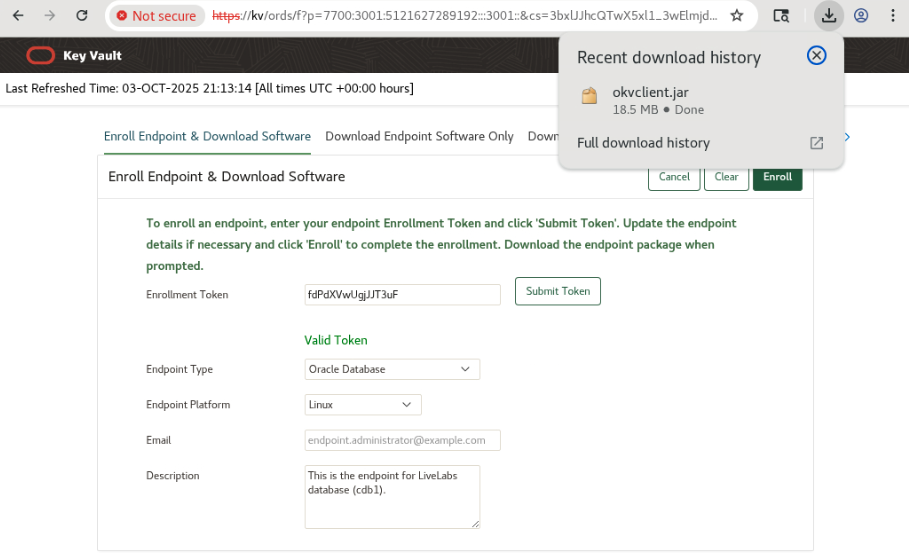 Not secure https://kv/ords/f?p=7700:3001:5121627289192:::3001::&cs=3bxlJJhcQTwX5xl1_3wElmjd...
Key Vault
Recent download history
Last Refreshed Time: 03-OCT-2025 21:13:14 [All times UTC +00:00 hours]
okvclient.jar
18.5 MB • Done
Full download history
Enroll Endpoint & Download Software Download Endpoint Software Only
Enroll Endpoint & Download Software
Cancel Clear Enroll
To enroll an endpoint, enter your endpoint Enrollment Token and click 'Submit Token'. Update the endpoint
details if necessary and click 'Enroll' to complete the enrollment. Download the endpoint package when
prompted.
Enrollment Token fdPdXVwUgjJJT3uF Submit Token
Valid Token
Endpoint Type Oracle Database
Endpoint Platform Linux
Email endpoint.administrator@example.com
Description This is the endpoint for LiveLabs
database (cdb1).